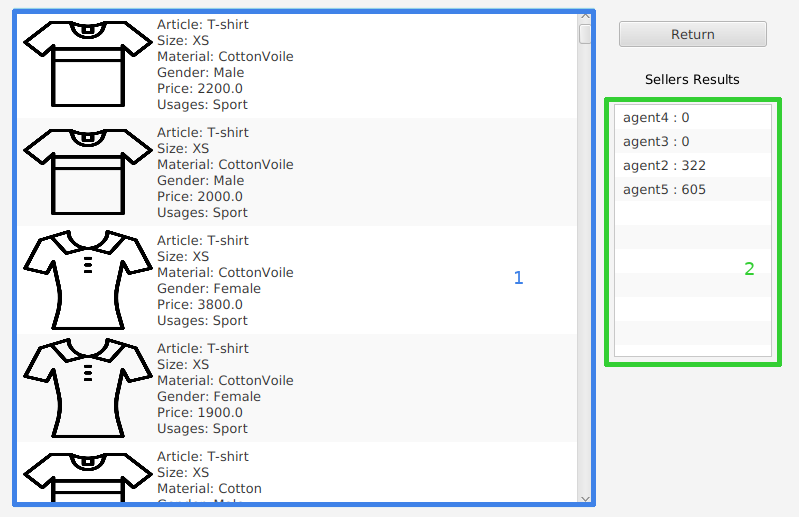 Article: T-shirt
Size: XS
Material: CottonVoile
Gender: Male
Price: 2200.0
Usages: Sport
Article: T-shirt
Size: XS
Material: CottonVoile
Gender: Male
Price: 2000.0
Usages: Sport
Article: T-shirt
Size: XS
Material: CottonVoile
Gender: Female
Price: 3800.0
Usages: Sport
1
Article: T-shirt
Size: XS
Material: CottonVoile
Gender: Female
Price: 1900.0
Usages: Sport
Article: T-shirt
Size: XS
Material: Cotton
Return
Sellers Results
agent4 : 0
agent3 : 0
agent2 : 322
agent5 : 605
2